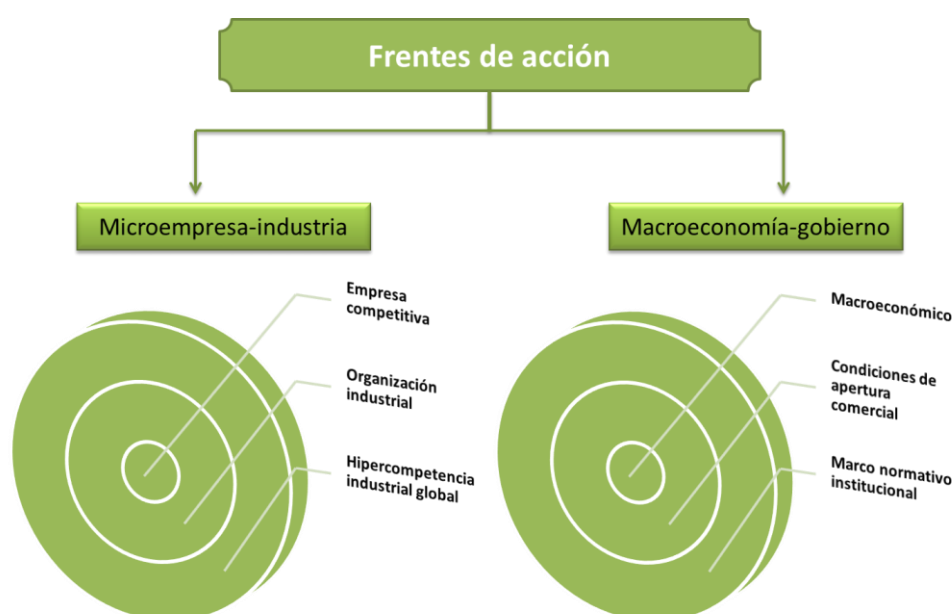 Frentes de acción
Microempresa-industria
Empresa
competitiva
Organización
industrial
Hipercompetencia
industrial global
Macroeconomía-gobierno
Macroeconómico
Condiciones de
apertura
comercial
Marco normativo
institucional